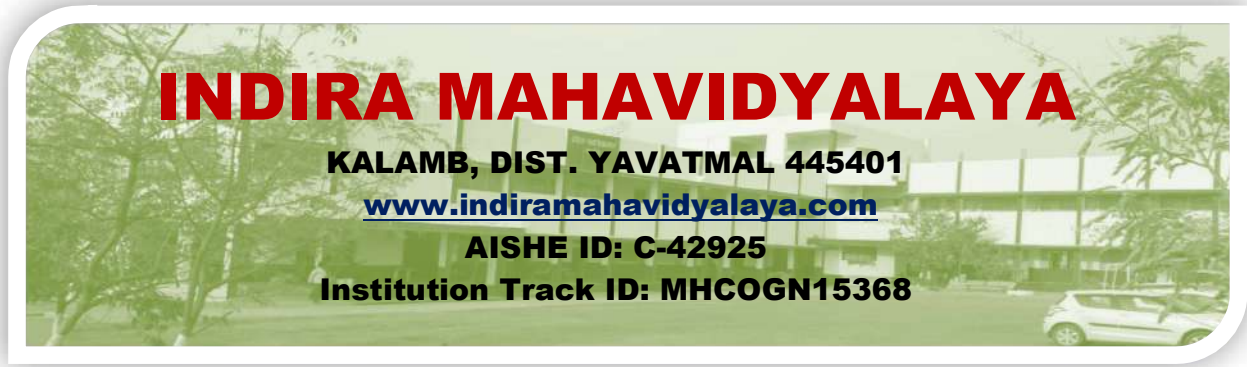 INDIRA MAHAVIDYALAYA
KALAMB, DIST. YAVATMAL 445401
www.indiramahavidyalaya.com
AISHE ID: C-42925
Institution Track ID: MHCOGN15368